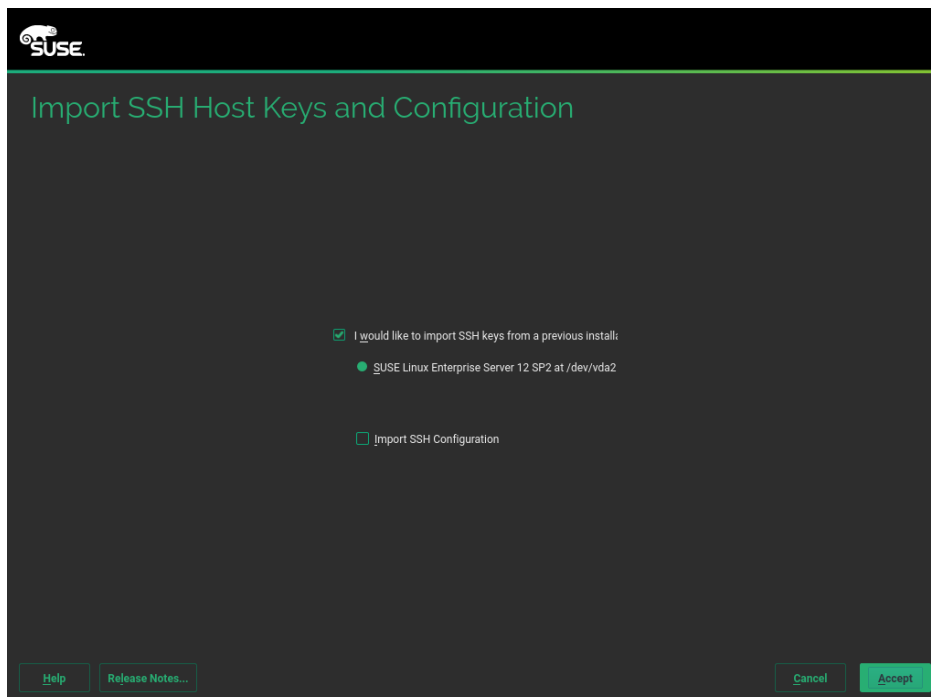 SUSE.
Import SSH Host Keys and Configuration
I would like to import SSH keys from a previous installa
SUSE Linux Enterprise Server 12 SP2 at /dev/vda2
Import SSH Configuration
Help
Release Notes...
Cancel
Accept